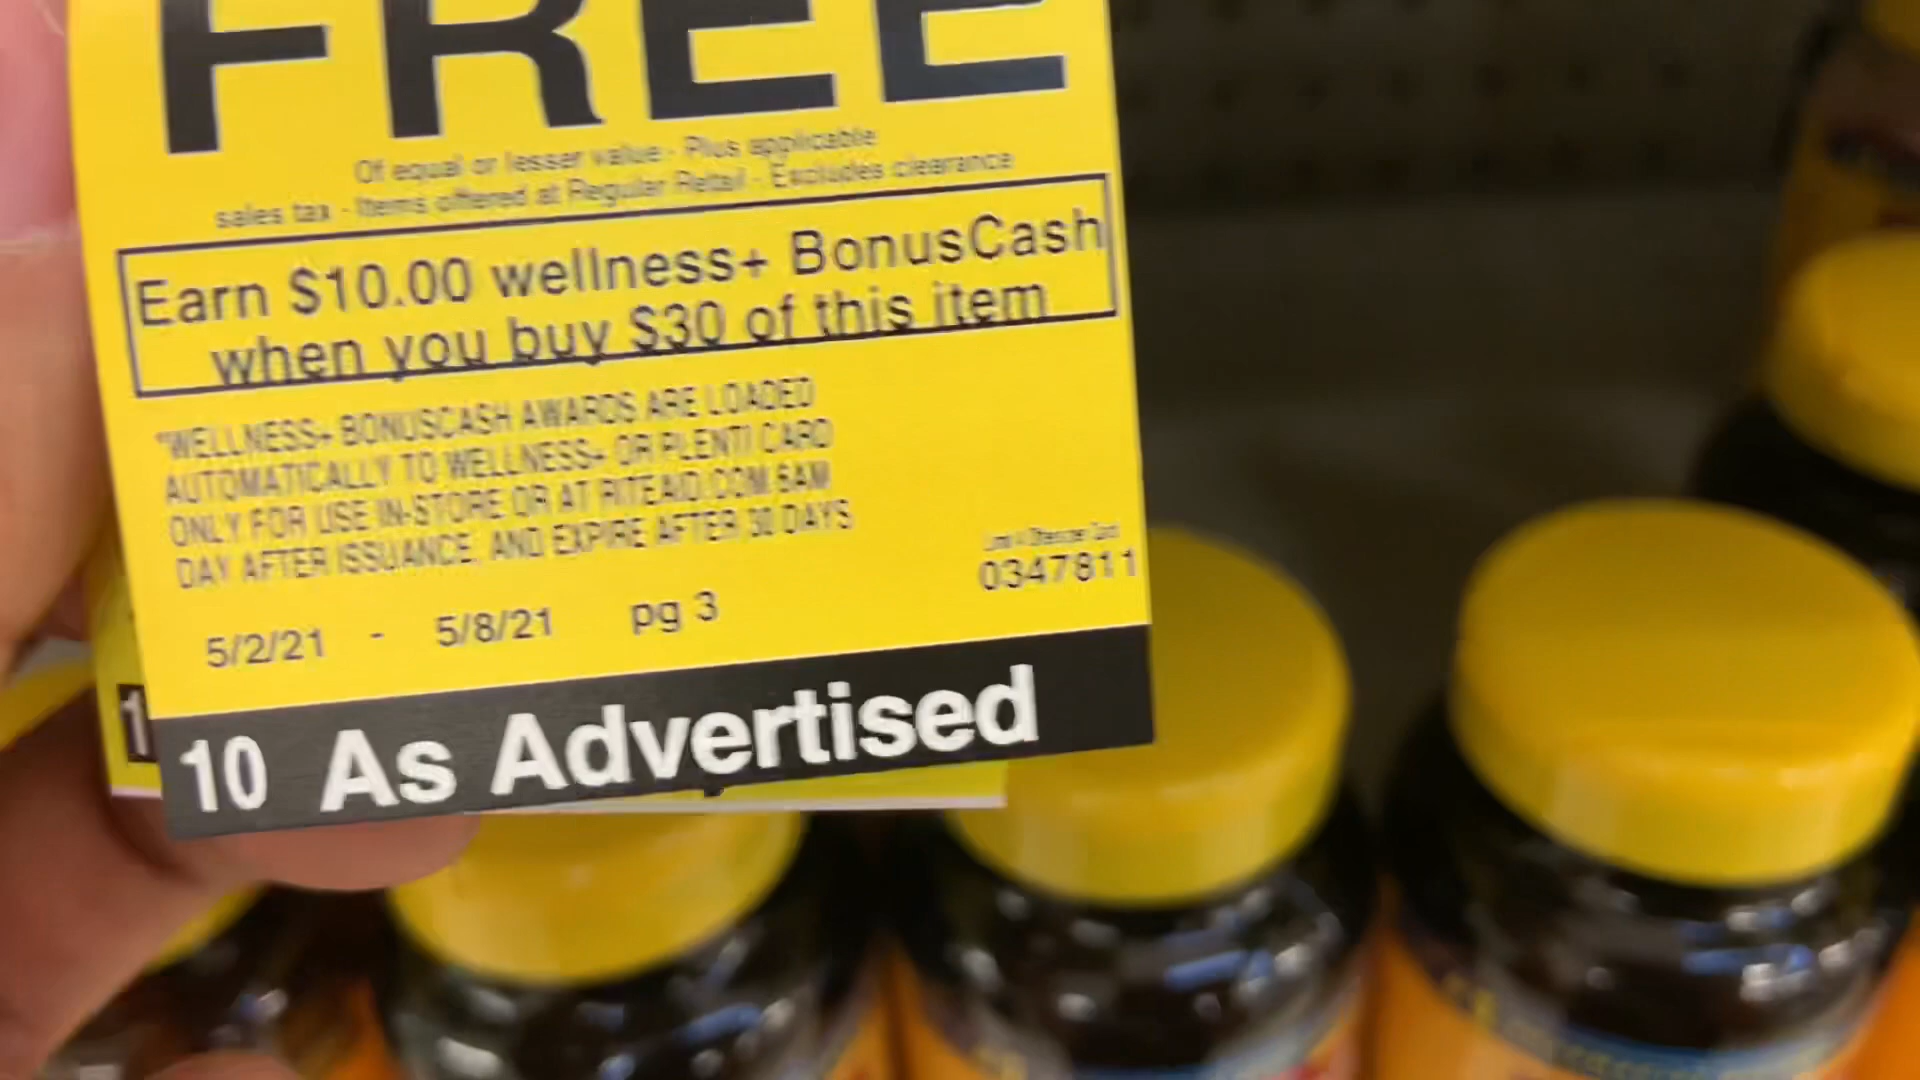 FREE
Of equal or lesser value - Plus applicable
sales tax - Items offered at Regular Retail - Excludes clearance
Earn $10.00 wellness+ BonusCash
when you buy $30 of this item
*WELLNESS+ BONUSCASH AWARDS ARE LOADED
AUTOMATICALLY TO WELLNESS+ OR PLENTI CARD
ONLY FOR USE IN-STORE OR AT RITEAID.COM 6AM
DAY AFTER ISSUANCE, AND EXPIRE AFTER 30 DAYS
0347811
5/2/21 - 5/8/21 pg 3
10 As Advertised